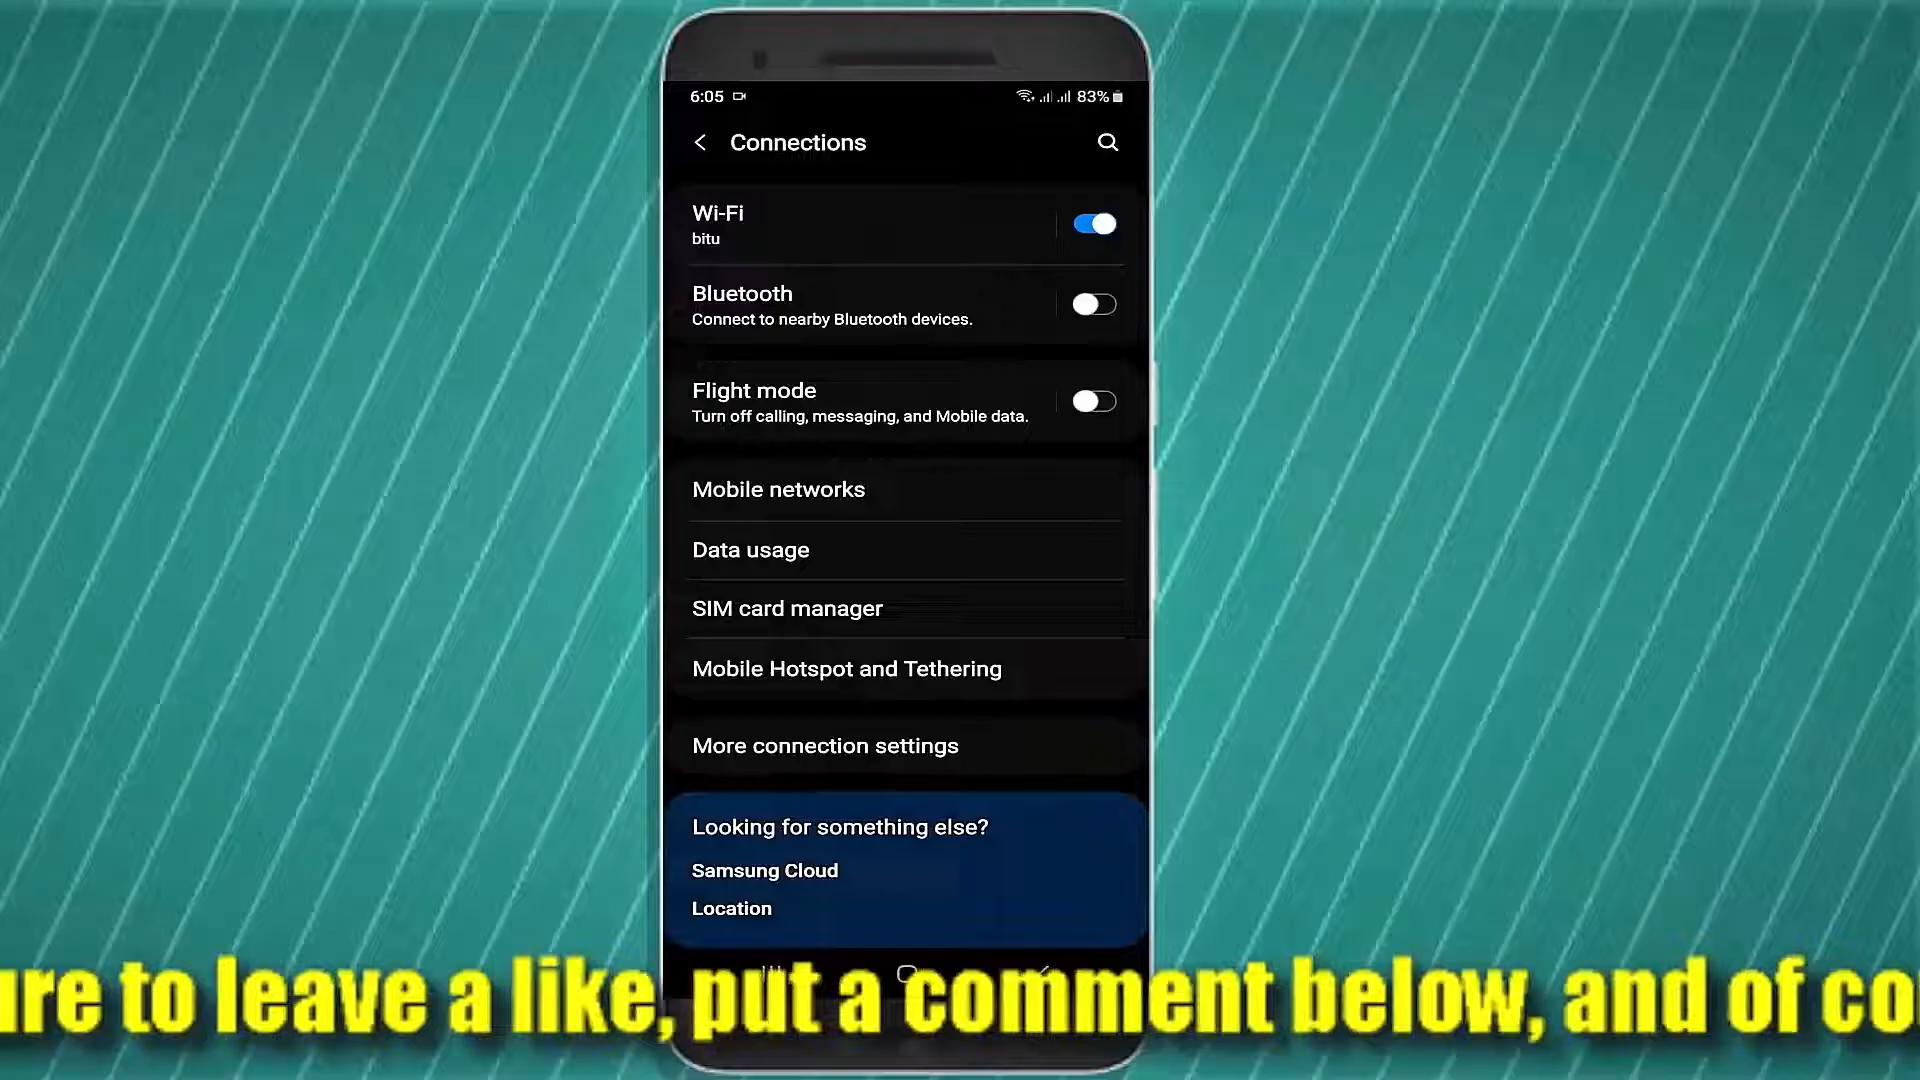 6:05
83%
Connections
Wi-Fi
bitu
Bluetooth
Connect to nearby Bluetooth devices.
Flight mode
Turn off calling, messaging, and Mobile data.
Mobile networks
Data usage
SIM card manager
Mobile Hotspot and Tethering
More connection settings
Looking for something else?
Samsung Cloud
Location
ure to leave a like, put a comment below, and of co